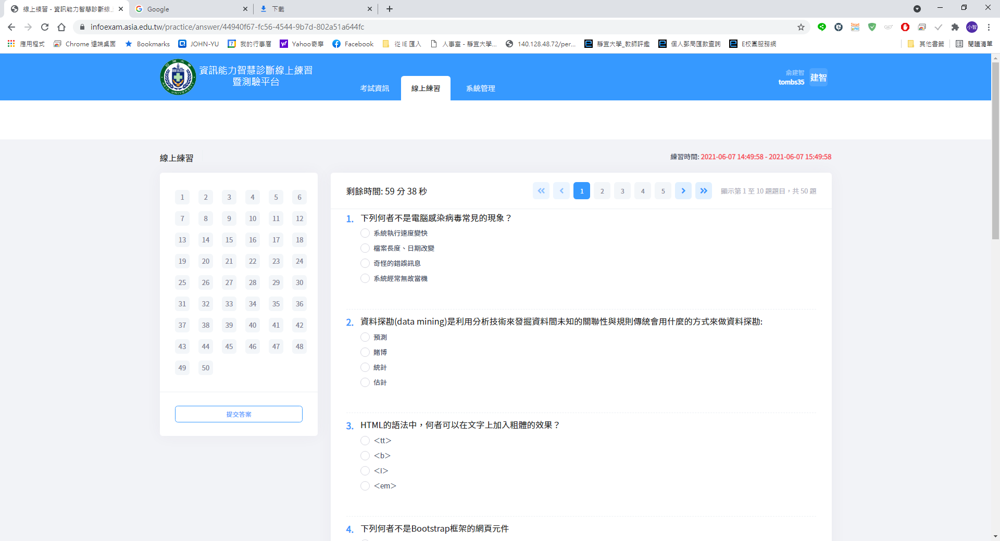 線上練習 - 資訊能力智慧診斷線
Google
下載
infoexam.asia.edu.tw/practice/answer/44940f67-fc56-4544-9b7d-802a51a644fc
小智
應用程式
Chrome 遠端桌面
Bookmarks
JOHN-YU
我的行事曆
Yahoo奇摩
Facebook
從 IE 匯入
人事室 - 靜宜大學...
140.128.48.72/per...
靜宜大學_教師評鑑
個人郵局匯款查詢
E校園服務網
其他書籤
閱讀清單
資訊能力智慧診斷線上練習
暨測驗平台
考試資訊
線上練習
系統管理
俞建智
tombs35
建智
線上練習
練習時間: 2021-06-07 14:49:58 - 2021-06-07 15:49:58
1 2 3 4 5 6
7 8 9 10 11 12
13 14 15 16 17 18
19 20 21 22 23 24
25 26 27 28 29 30
31 32 33 34 35 36
37 38 39 40 41 42
43 44 45 46 47 48
49 50
提交答案
剩餘時間: 59 分 38 秒
1 2 3 4 5
顯示第 1 至 10 題題目，共 50 題
1. 下列何者不是電腦感染病毒常見的現象？
系統執行速度變快
檔案長度、日期改變
奇怪的錯誤訊息
系統經常無故當機
2. 資料探勘(data mining)是利用分析技術來發掘資料間未知的關聯性與規則傳統會用什麼的方式來做資料探勘:
預測
賭博
統計
估計
3. HTML的語法中，何者可以在文字上加入粗體的效果？
＜tt＞
＜b＞
＜i＞
＜em＞
4. 下列何者不是Bootstrap框架的網頁元件